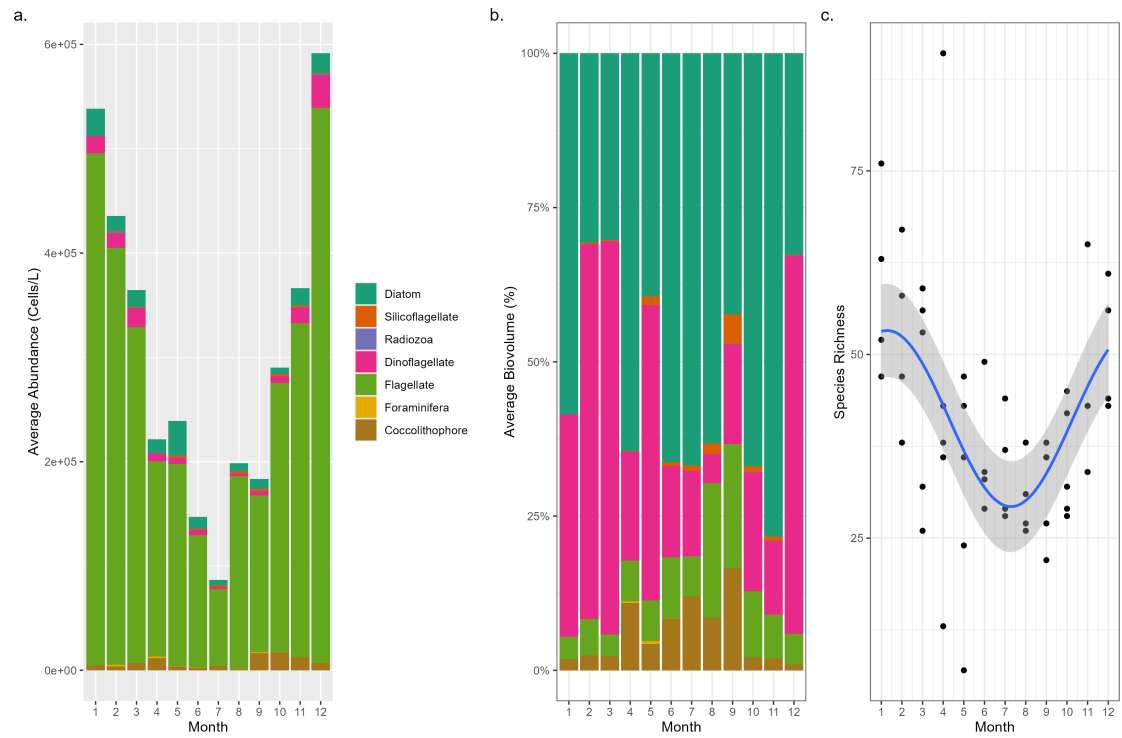 a.
Average Abundance (Cells/L)
6e+05
4e+05
2e+05
0e+00
1 2 3 4 5 6 7 8 9 10 11 12
Month
Diatom
Silicoflagellate
Radiozoa
Dinoflagellate
Flagellate
Foraminifera
Coccolithophore
b.
Average Biovolume (%)
100%
75%
50%
25%
0%
1 2 3 4 5 6 7 8 9 10 11 12
Month
c.
Species Richness
75
50
25
1 2 3 4 5 6 7 8 9 10 11 12
Month